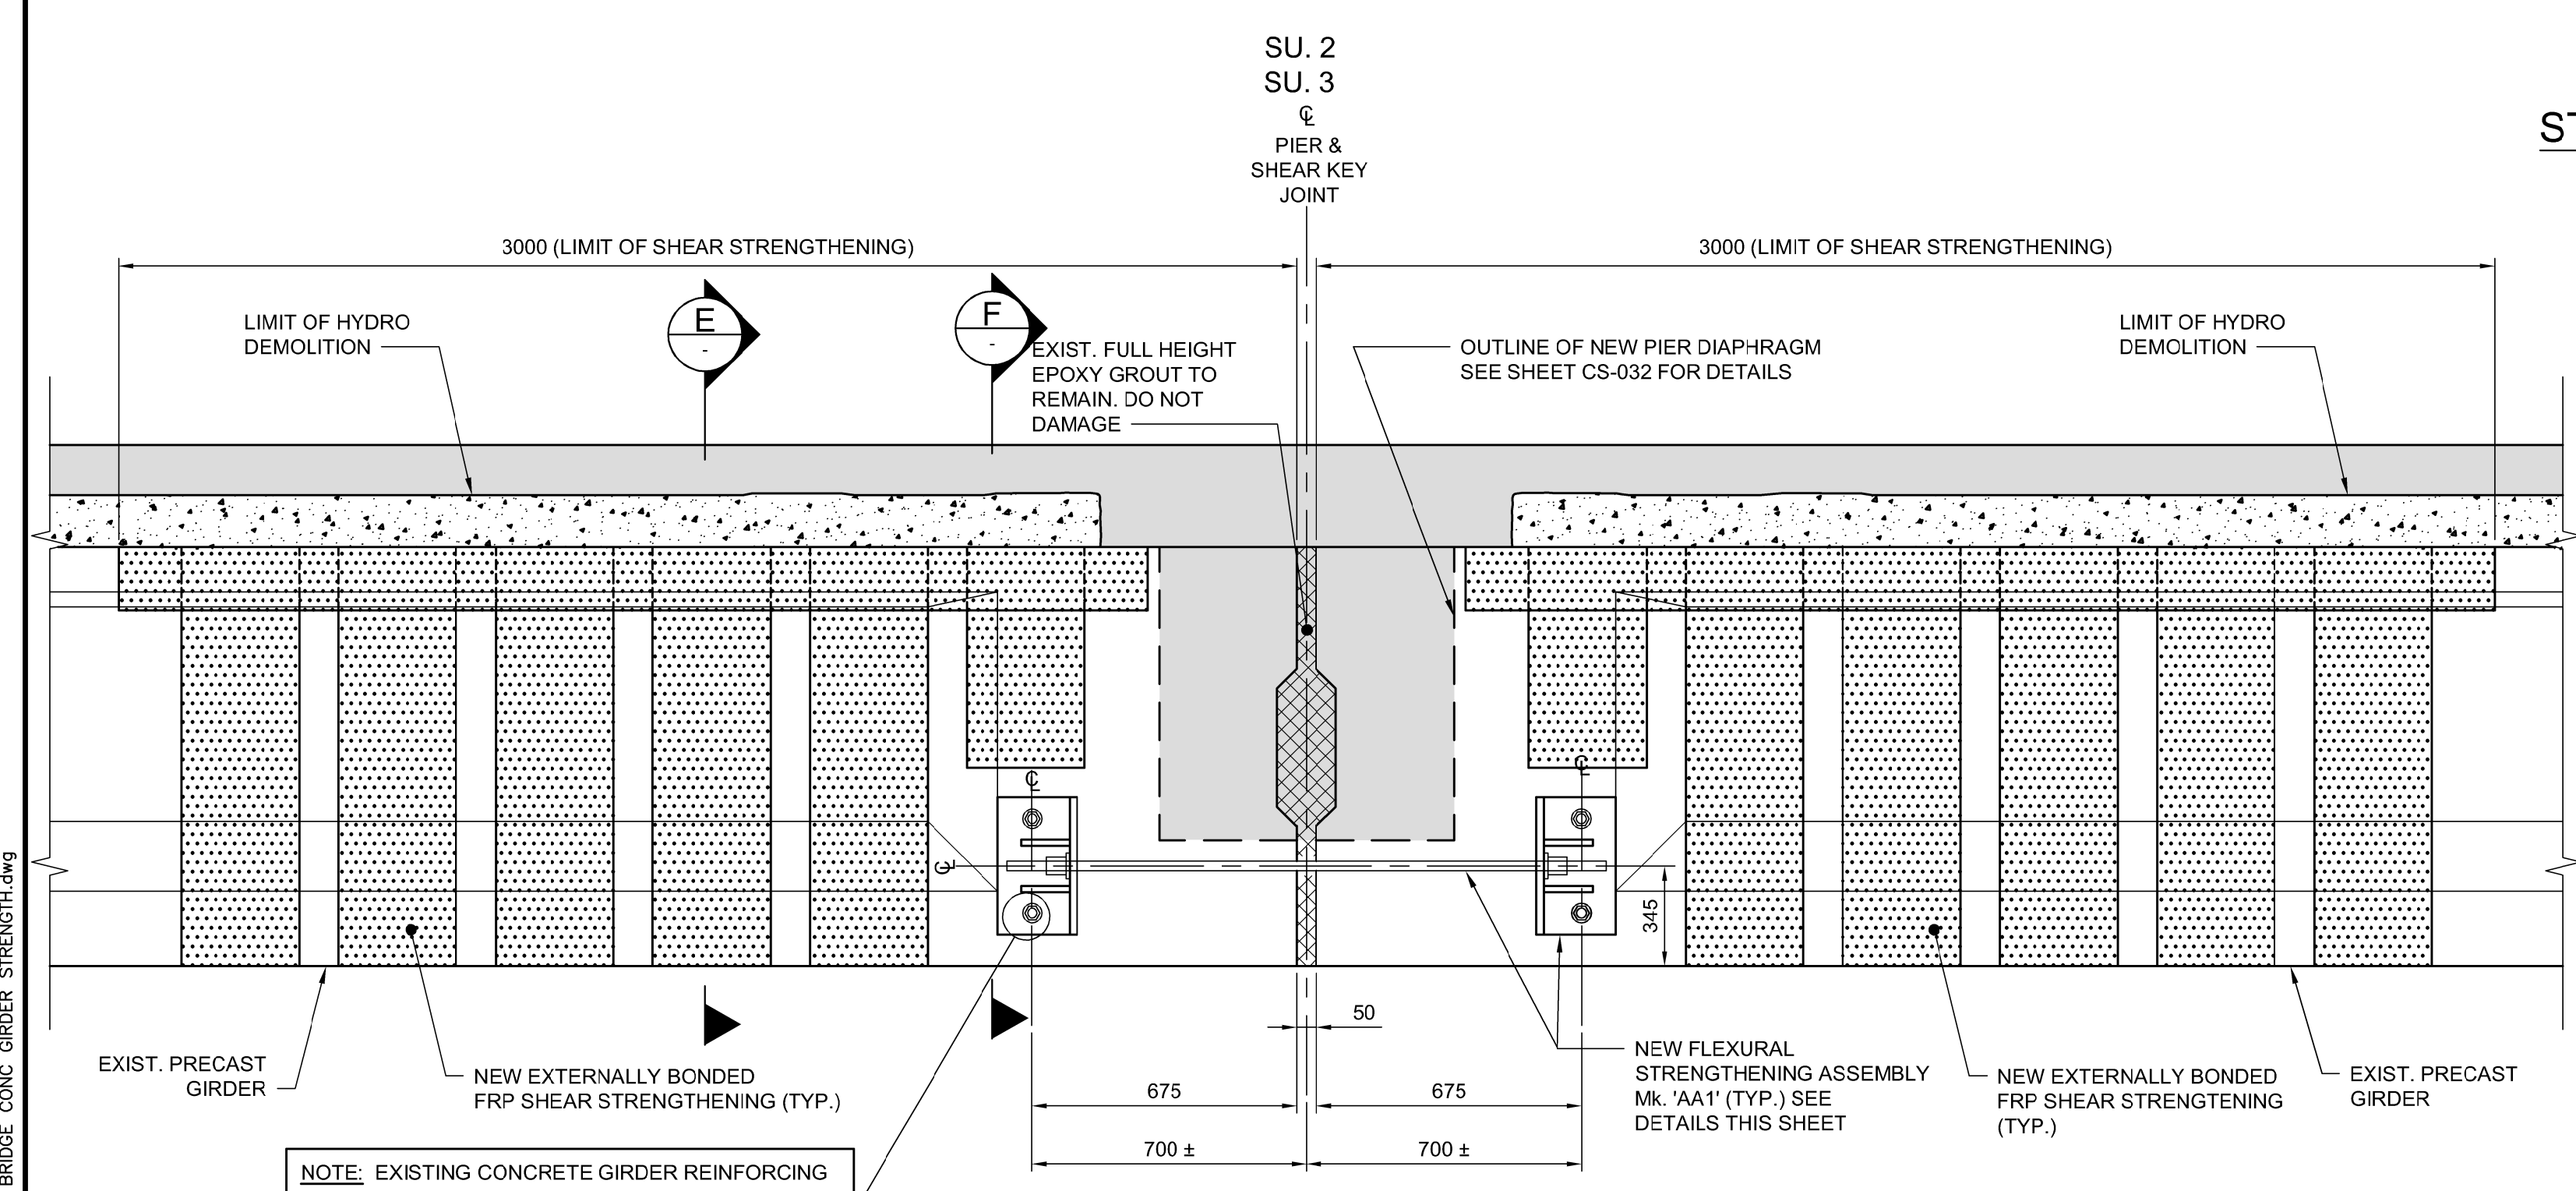 SU. 2
SU. 3
℄
PIER &
SHEAR KEY
JOINT
3000 (LIMIT OF SHEAR STRENGTHENING)
3000 (LIMIT OF SHEAR STRENGTHENING)
LIMIT OF HYDRO
DEMOLITION
E
-
F
-
EXIST. FULL HEIGHT
EPOXY GROUT TO
REMAIN. DO NOT
DAMAGE
OUTLINE OF NEW PIER DIAPHRAGM
SEE SHEET CS-032 FOR DETAILS
LIMIT OF HYDRO
DEMOLITION
ST
℄
℄
℄
345
50
EXIST. PRECAST
GIRDER
NEW EXTERNALLY BONDED
FRP SHEAR STRENGTHENING (TYP.)
675
675
700 ±
700 ±
NEW FLEXURAL
STRENGTHENING ASSEMBLY
Mk. 'AA1' (TYP.) SEE
DETAILS THIS SHEET
NEW EXTERNALLY BONDED
FRP SHEAR STRENGTENING
(TYP.)
EXIST. PRECAST
GIRDER
NOTE: EXISTING CONCRETE GIRDER REINFORCING
BRIDGE CONC GIRDER STRENGTH.dwg